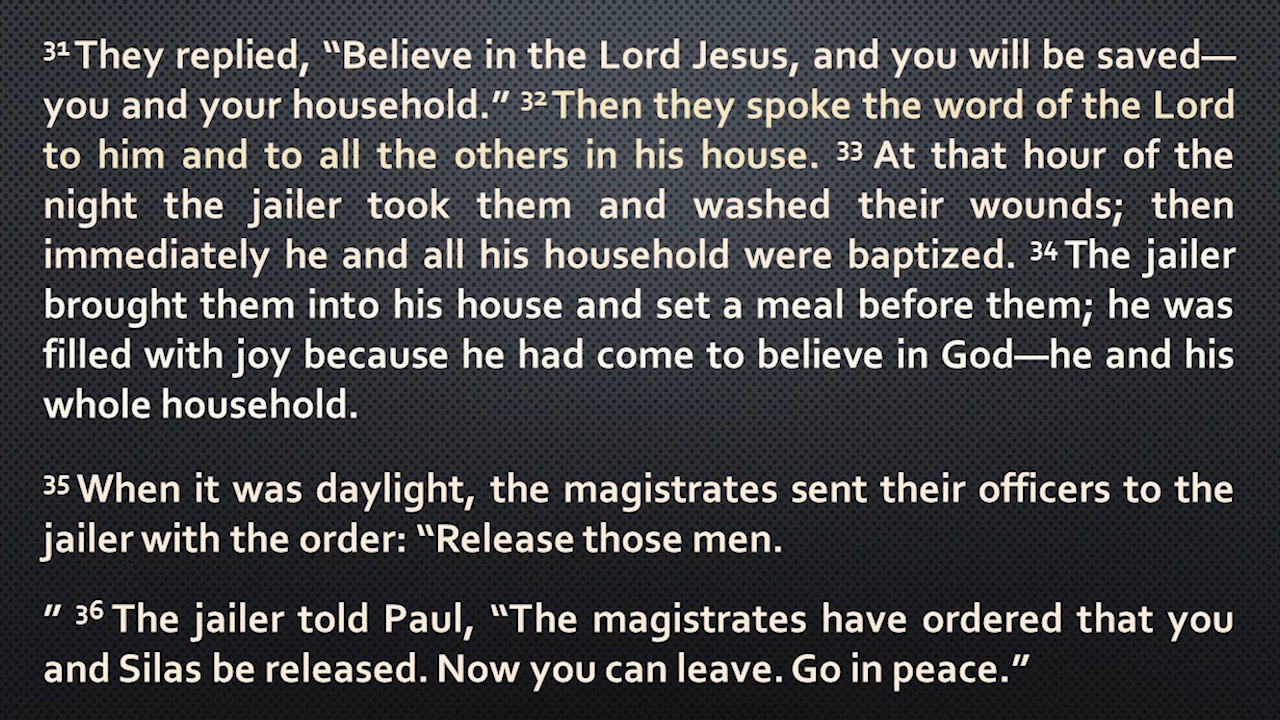 ³¹ They replied, “Believe in the Lord Jesus, and you will be saved—
you and your household.” ³² Then they spoke the word of the Lord
to him and to all the others in his house. ³³ At that hour of the
night the jailer took them and washed their wounds; then
immediately he and all his household were baptized. ³⁴ The jailer
brought them into his house and set a meal before them; he was
filled with joy because he had come to believe in God—he and his
whole household.
³⁵ When it was daylight, the magistrates sent their officers to the
jailer with the order: “Release those men.
” ³⁶ The jailer told Paul, “The magistrates have ordered that you
and Silas be released. Now you can leave. Go in peace.”